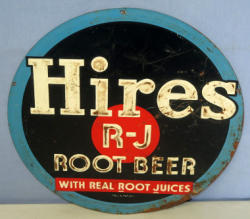 Hires
R-J
ROOT BEER
WITH REAL ROOT JUICES